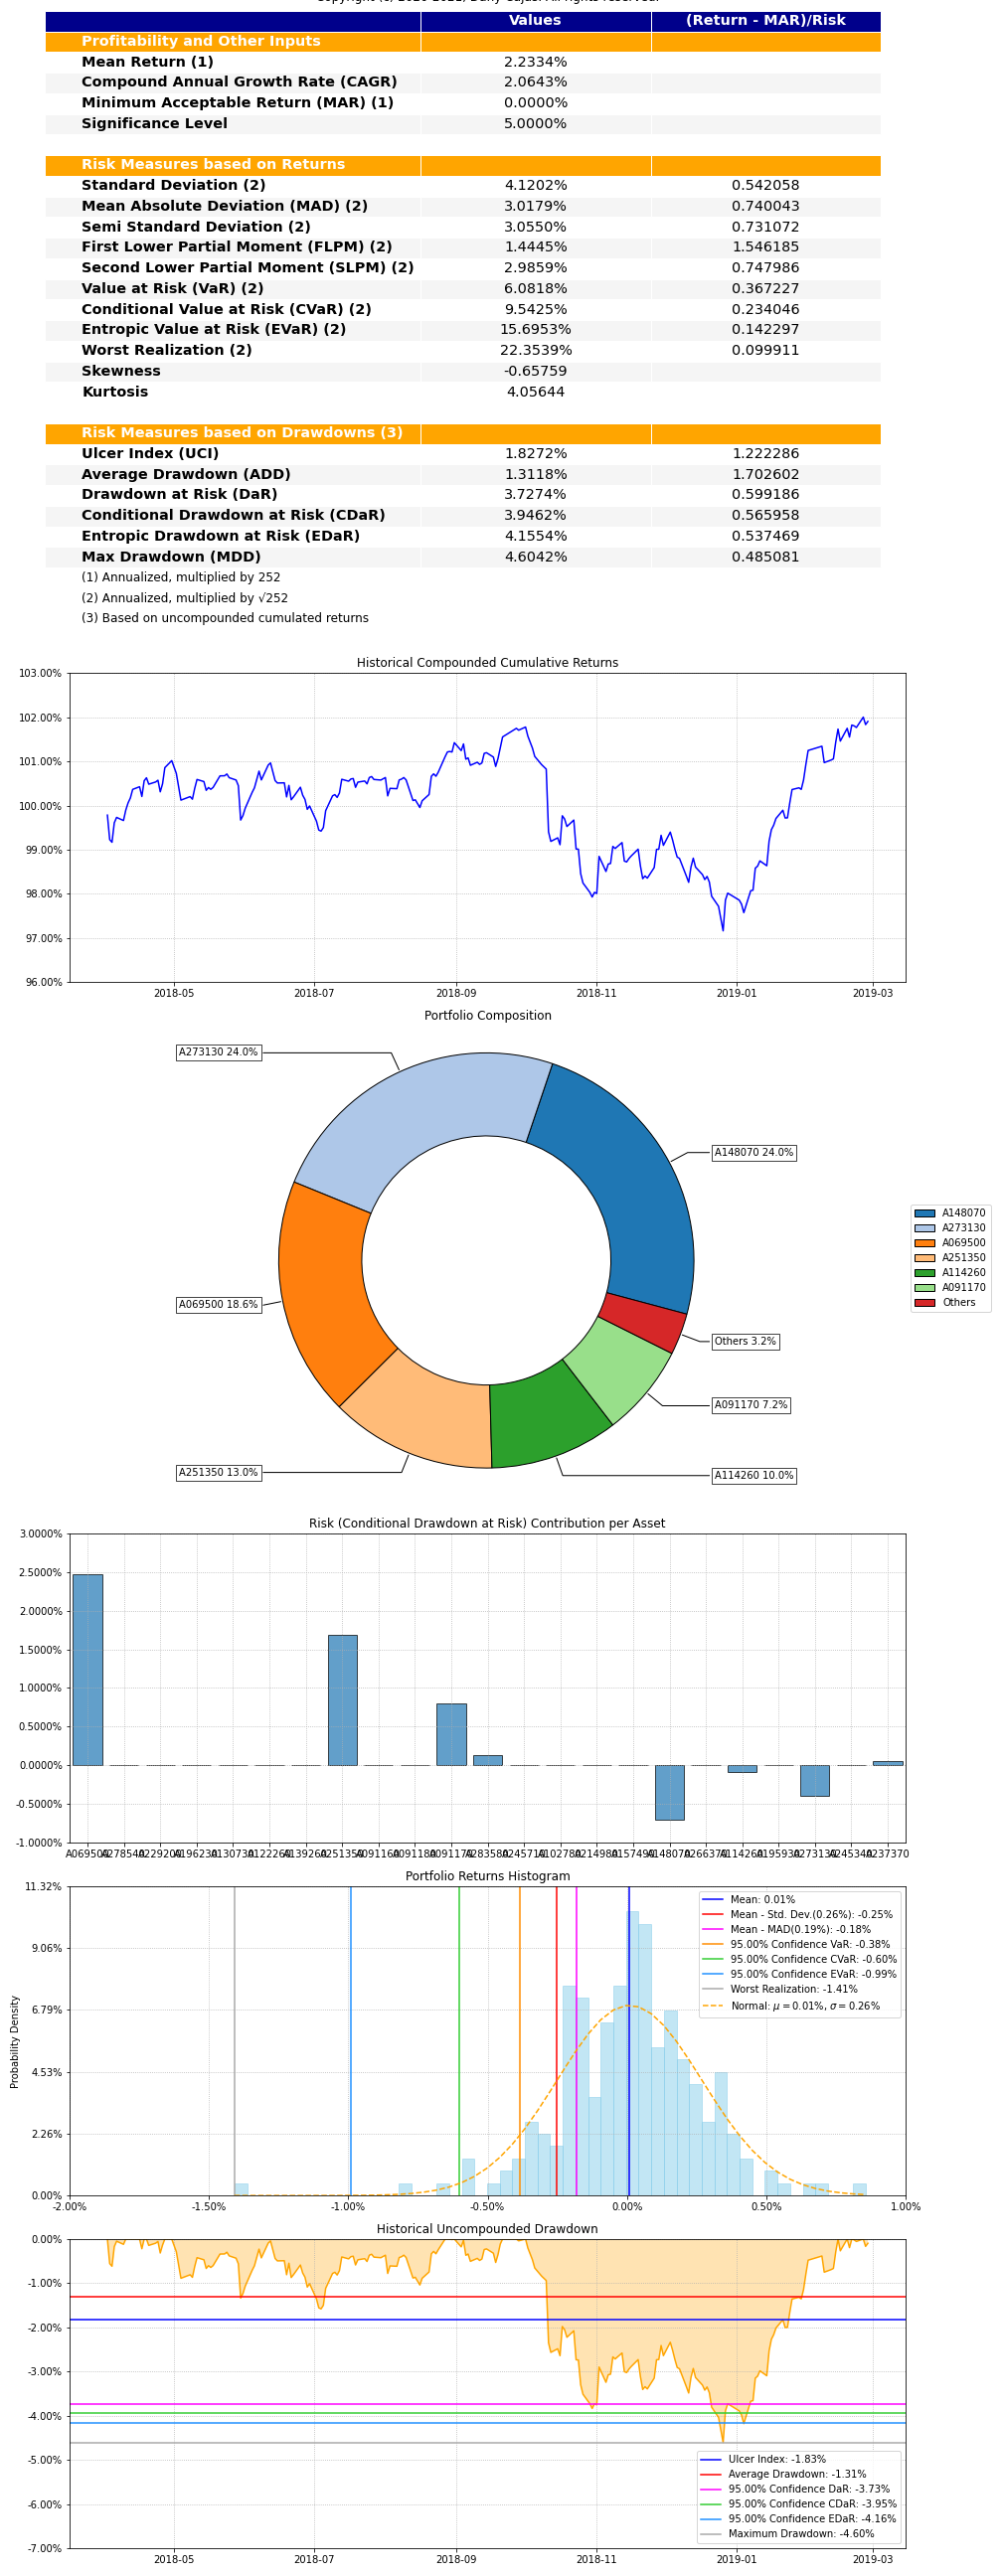 Copyright (c) 2020-2021, Dany Cajas. All rights reserved.
Values (Return - MAR)/Risk
Profitability and Other Inputs
Mean Return (1) 2.2334%
Compound Annual Growth Rate (CAGR) 2.0643%
Minimum Acceptable Return (MAR) (1) 0.0000%
Significance Level 5.0000%
Risk Measures based on Returns
Standard Deviation (2) 4.1202% 0.542058
Mean Absolute Deviation (MAD) (2) 3.0179% 0.740043
Semi Standard Deviation (2) 3.0550% 0.731072
First Lower Partial Moment (FLPM) (2) 1.4445% 1.546185
Second Lower Partial Moment (SLPM) (2) 2.9859% 0.747986
Value at Risk (VaR) (2) 6.0818% 0.367227
Conditional Value at Risk (CVaR) (2) 9.5425% 0.234046
Entropic Value at Risk (EVaR) (2) 15.6953% 0.142297
Worst Realization (2) 22.3539% 0.099911
Skewness -0.65759
Kurtosis 4.05644
Risk Measures based on Drawdowns (3)
Ulcer Index (UCI) 1.8272% 1.222286
Average Drawdown (ADD) 1.3118% 1.702602
Drawdown at Risk (DaR) 3.7274% 0.599186
Conditional Drawdown at Risk (CDaR) 3.9462% 0.565958
Entropic Drawdown at Risk (EDaR) 4.1554% 0.537469
Max Drawdown (MDD) 4.6042% 0.485081
(1) Annualized, multiplied by 252
(2) Annualized, multiplied by √252
(3) Based on uncompounded cumulated returns
Historical Compounded Cumulative Returns
103.00%
102.00%
101.00%
100.00%
99.00%
98.00%
97.00%
96.00%
2018-05 2018-07 2018-09 2018-11 2019-01 2019-03
Portfolio Composition
A273130 24.0%
A148070 24.0%
A069500 18.6%
Others 3.2%
A091170 7.2%
A251350 13.0%
A114260 10.0%
A148070
A273130
A069500
A251350
A114260
A091170
Others
Risk (Conditional Drawdown at Risk) Contribution per Asset
3.0000%
2.5000%
2.0000%
1.5000%
1.0000%
0.5000%
0.0000%
-0.5000%
-1.0000%
A237370
Portfolio Returns Histogram
Probability Density
11.32%
9.06%
6.79%
4.53%
2.26%
0.00%
-2.00% -1.50% -1.00% -0.50% 0.00% 0.50% 1.00%
Mean: 0.01%
Mean - Std. Dev.(0.26%): -0.25%
Mean - MAD(0.19%): -0.18%
95.00% Confidence VaR: -0.38%
95.00% Confidence CVaR: -0.60%
95.00% Confidence EVaR: -0.99%
Worst Realization: -1.41%
Normal: μ = 0.01%, σ = 0.26%
Historical Uncompounded Drawdown
0.00%
-1.00%
-2.00%
-3.00%
-4.00%
-5.00%
-6.00%
-7.00%
2018-05 2018-07 2018-09 2018-11 2019-01 2019-03
Ulcer Index: -1.83%
Average Drawdown: -1.31%
95.00% Confidence DaR: -3.73%
95.00% Confidence CDaR: -3.95%
95.00% Confidence EDaR: -4.16%
Maximum Drawdown: -4.60%